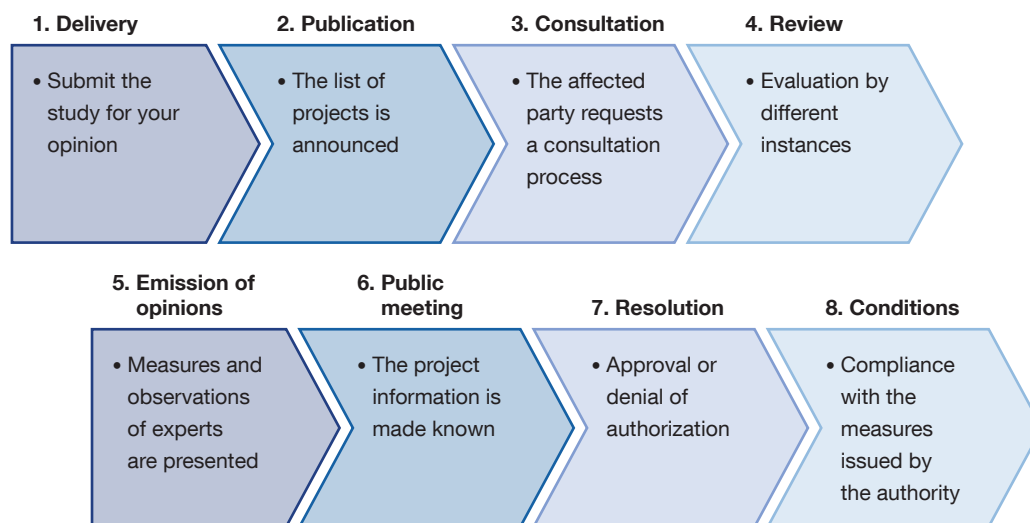 1. Delivery
• Submit the
study for your
opinion
2. Publication
• The list of
projects is
announced
3. Consultation
• The affected
party requests
a consultation
process
4. Review
• Evaluation by
different
instances
5. Emission of
opinions
• Measures and
observations
of experts
are presented
6. Public
meeting
• The project
information is
made known
7. Resolution
• Approval or
denial of
authorization
8. Conditions
• Compliance
with the
measures
issued by
the authority